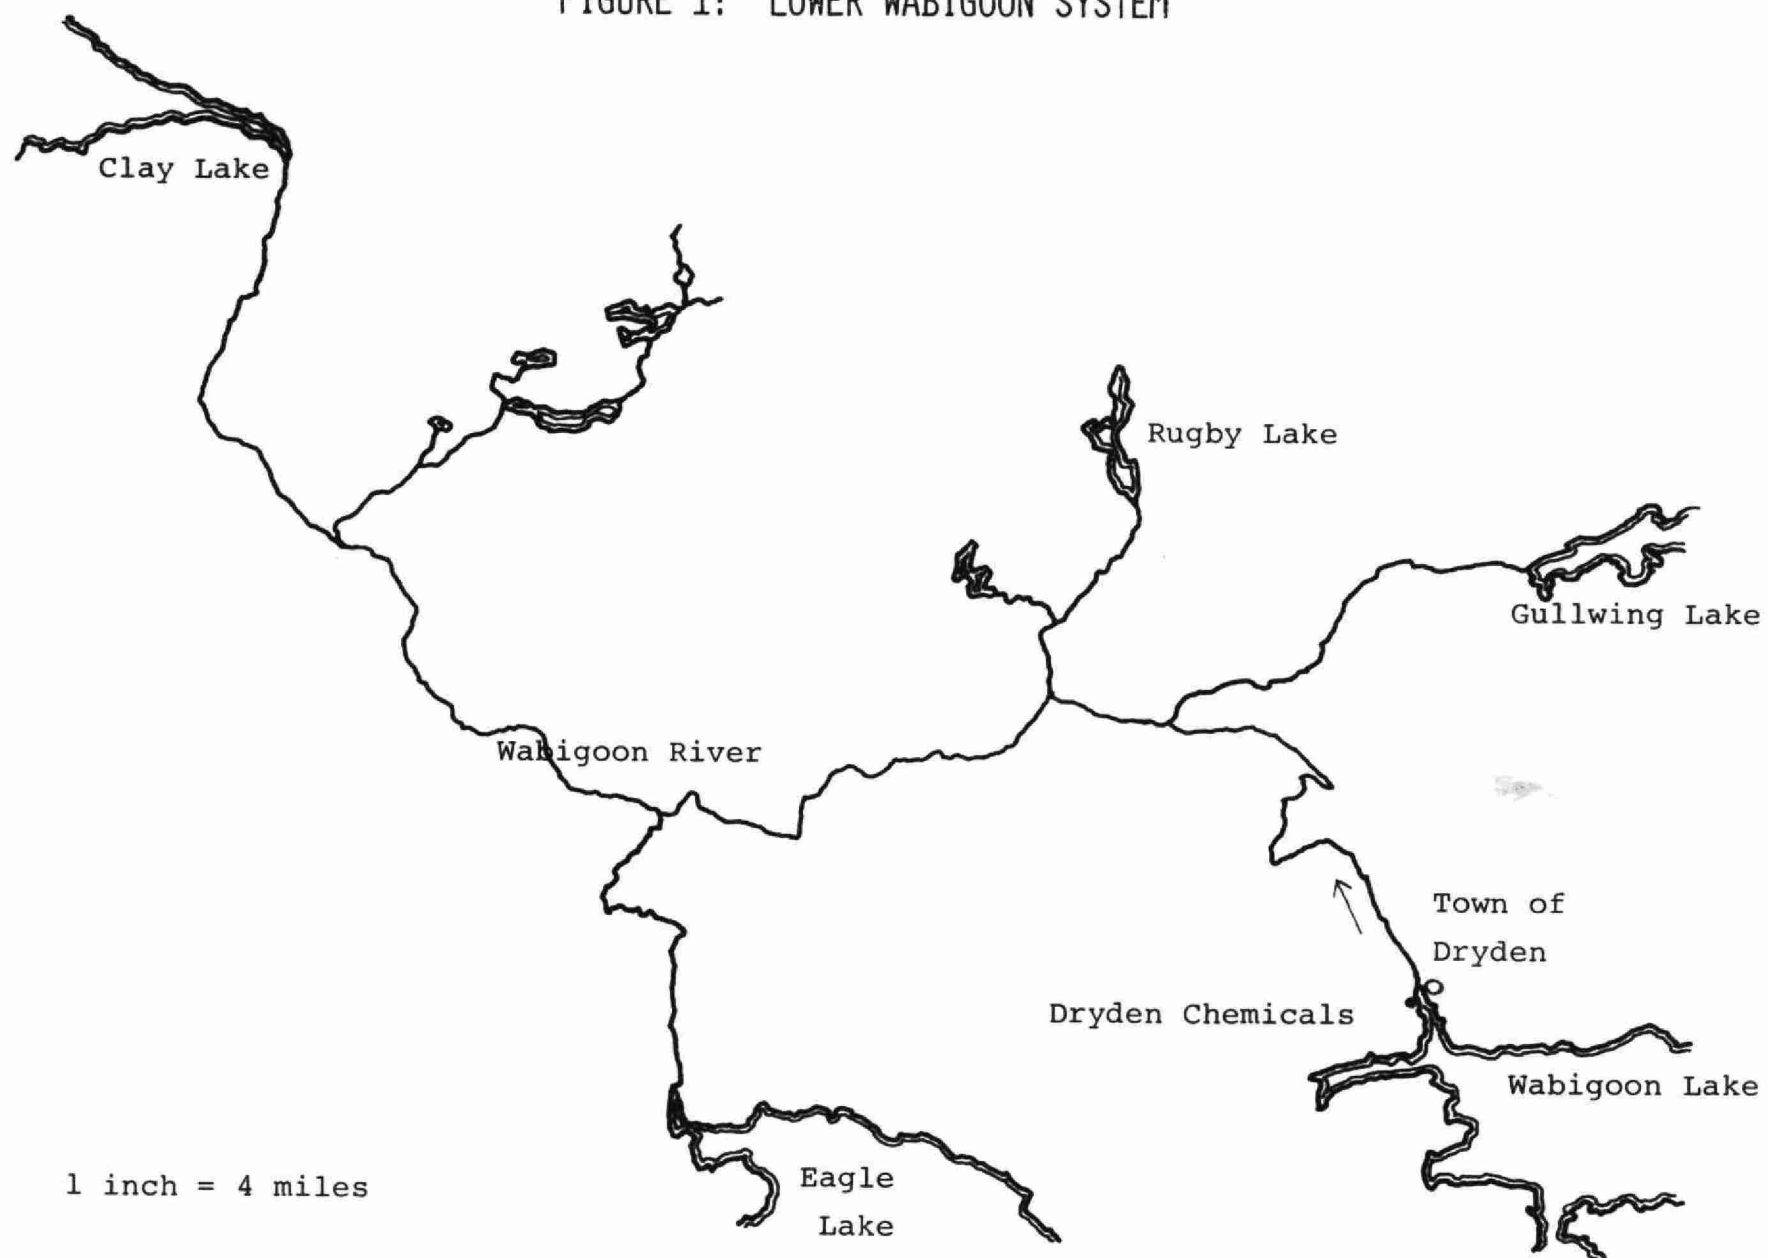 FIGURE 1: LOWER WABIGOON SYSTEM
Clay Lake
Rugby Lake
Gullwing Lake
Wabigoon River
Town of
Dryden
Dryden Chemicals
Wabigoon Lake
Eagle
Lake
1 inch = 4 miles